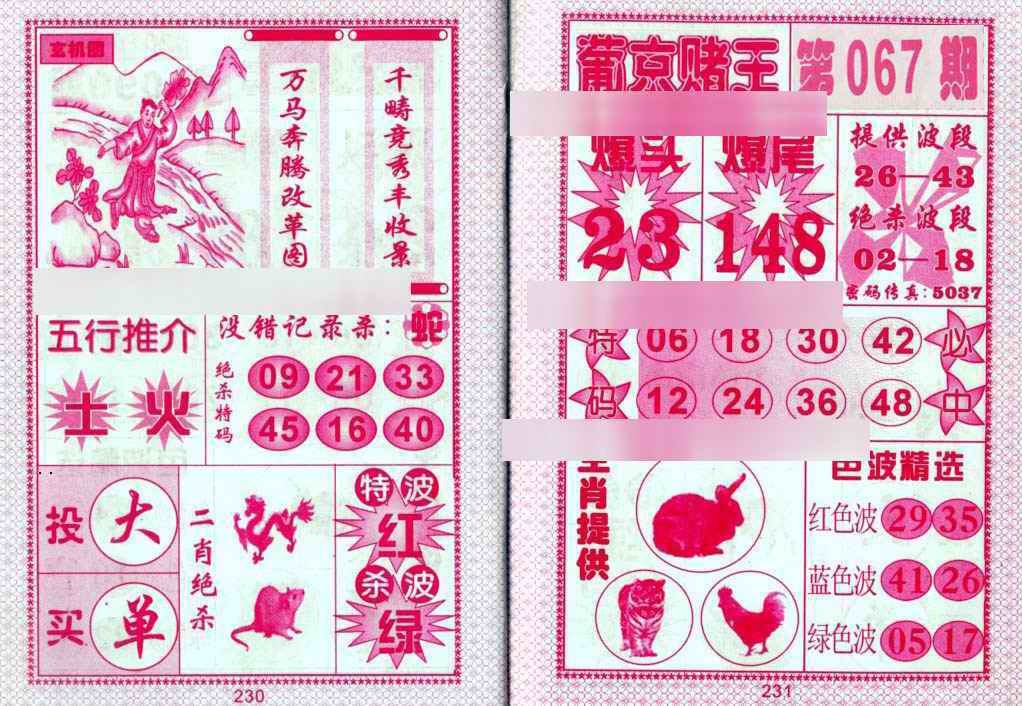 玄机图
千畴竞秀丰收景
万马奔腾改革图
五行推介
土 火
没错记录杀：蛇
绝杀特码
09 21 33
45 16 40
投 大
买 单
二肖绝杀
特波
红
杀波
绿
230
葡京赌王
第067期
爆头
23
爆尾
148
提供波段
26—43
绝杀波段
02—18
密码传真：5037
特码
06 18 30 42
12 24 36 48
必中
生肖提供
色波精选
红色波 29 35
蓝色波 41 26
绿色波 05 17
231